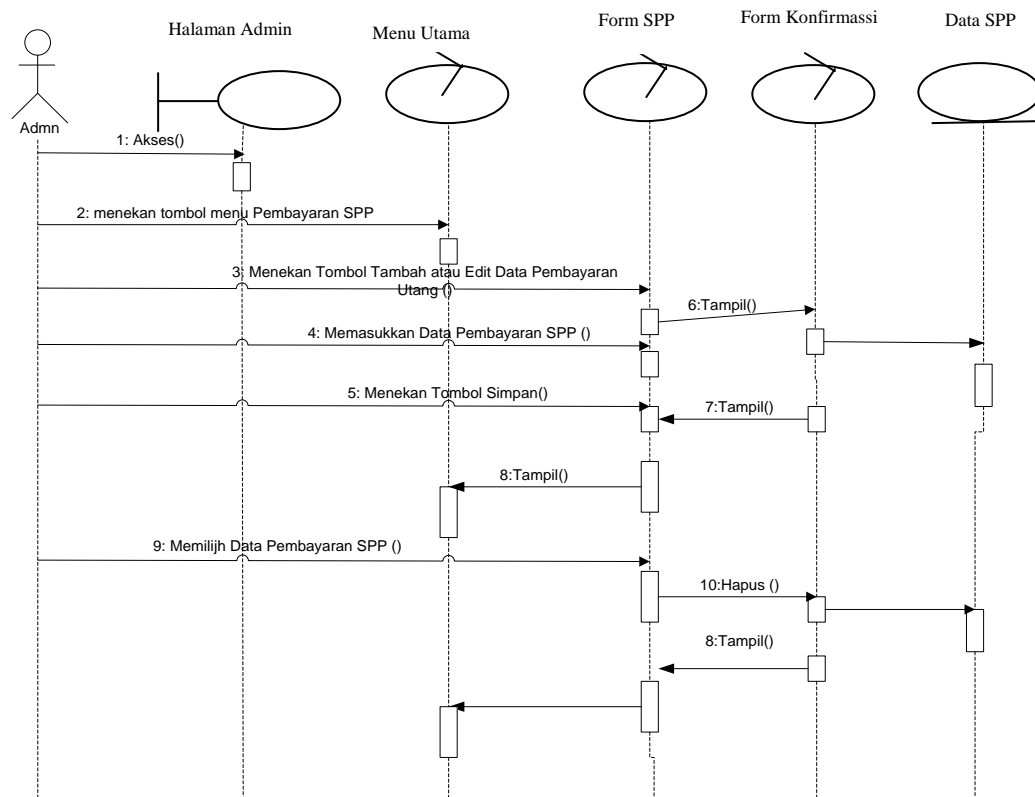 Halaman Admin
Menu Utama
Form SPP
Form Konfirmassi
Data SPP
Admn
1: Akses()
2: menekan tombol menu Pembayaran SPP
3: Menekan Tombol Tambah atau Edit Data Pembayaran
Utang ()
6:Tampil()
4: Memasukkan Data Pembayaran SPP ()
5: Menekan Tombol Simpan()
7:Tampil()
8:Tampil()
9: Memilijh Data Pembayaran SPP ()
10:Hapus ()
8:Tampil()